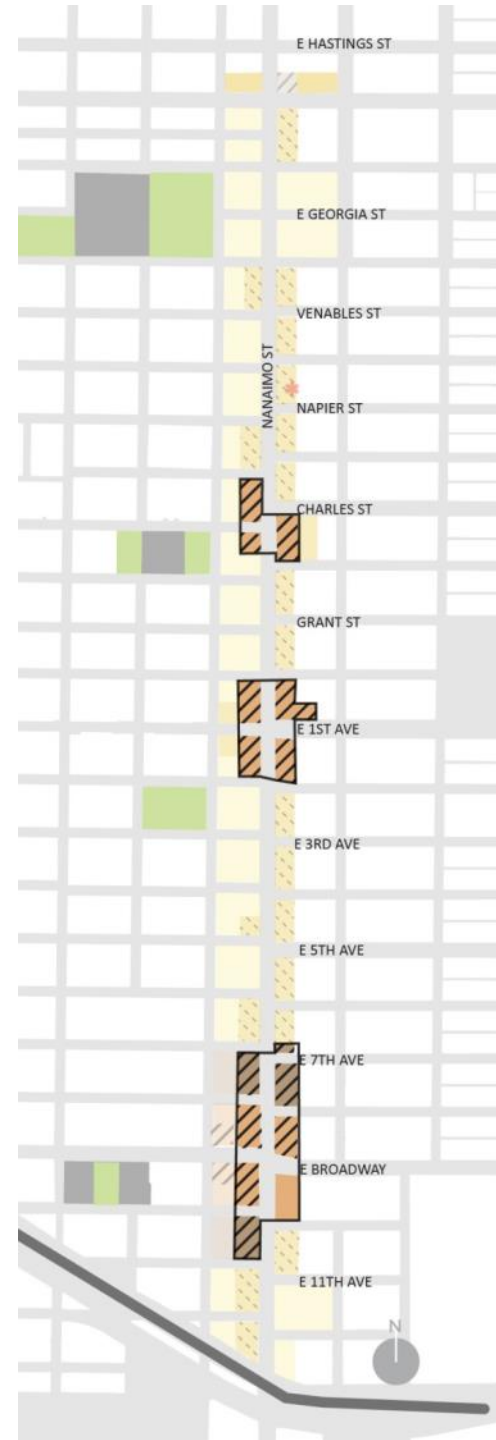 E HASTINGS ST
E GEORGIA ST
VENABLES ST
NANAIMO ST
NAPIER ST
CHARLES ST
GRANT ST
E 1ST AVE
E 3RD AVE
E 5TH AVE
E 7TH AVE
E BROADWAY
E 11TH AVE
N